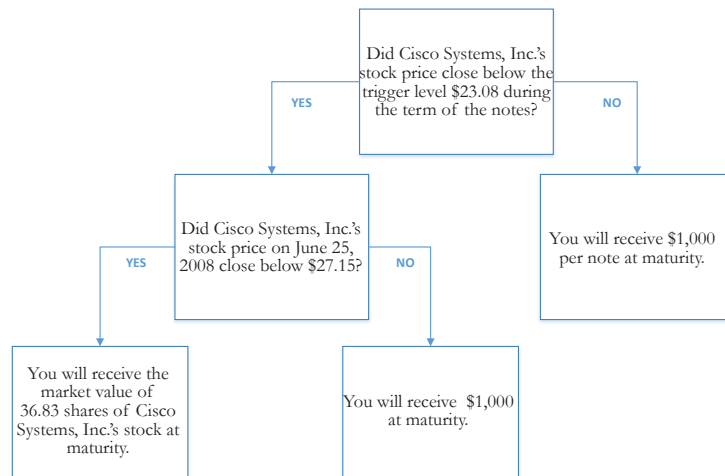 Did Cisco Systems, Inc.'s
stock price close below the
trigger level $23.08 during
the term of the notes?
YES
NO
Did Cisco Systems, Inc.'s
stock price on June 25,
2008 close below $27.15?
You will receive $1,000
per note at maturity.
YES
NO
You will receive the
market value of
36.83 shares of Cisco
Systems, Inc.'s stock at
maturity.
You will receive $1,000
at maturity.